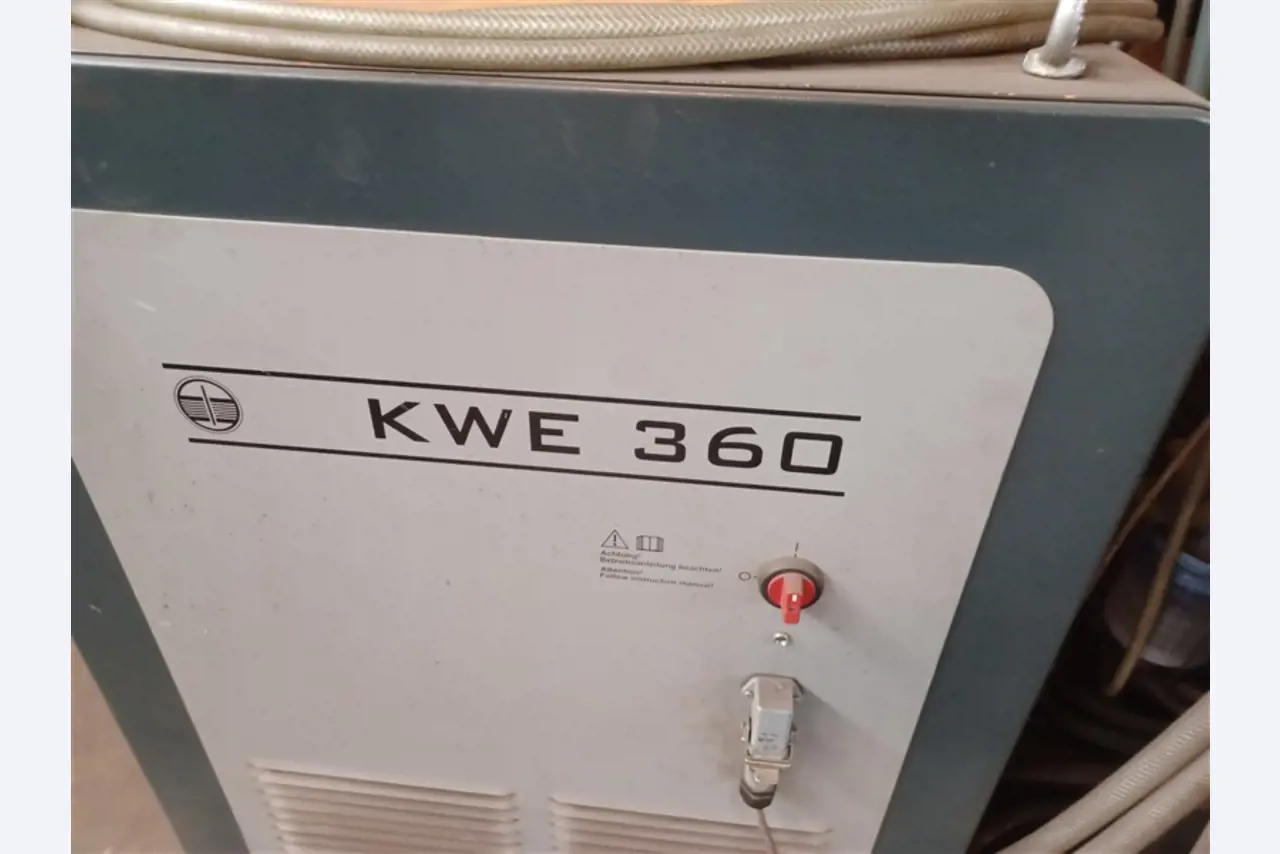 KWE 360
Achtung!
Betriebsanleitung beachten!
Attention!
Follow instruction manual!
I
O